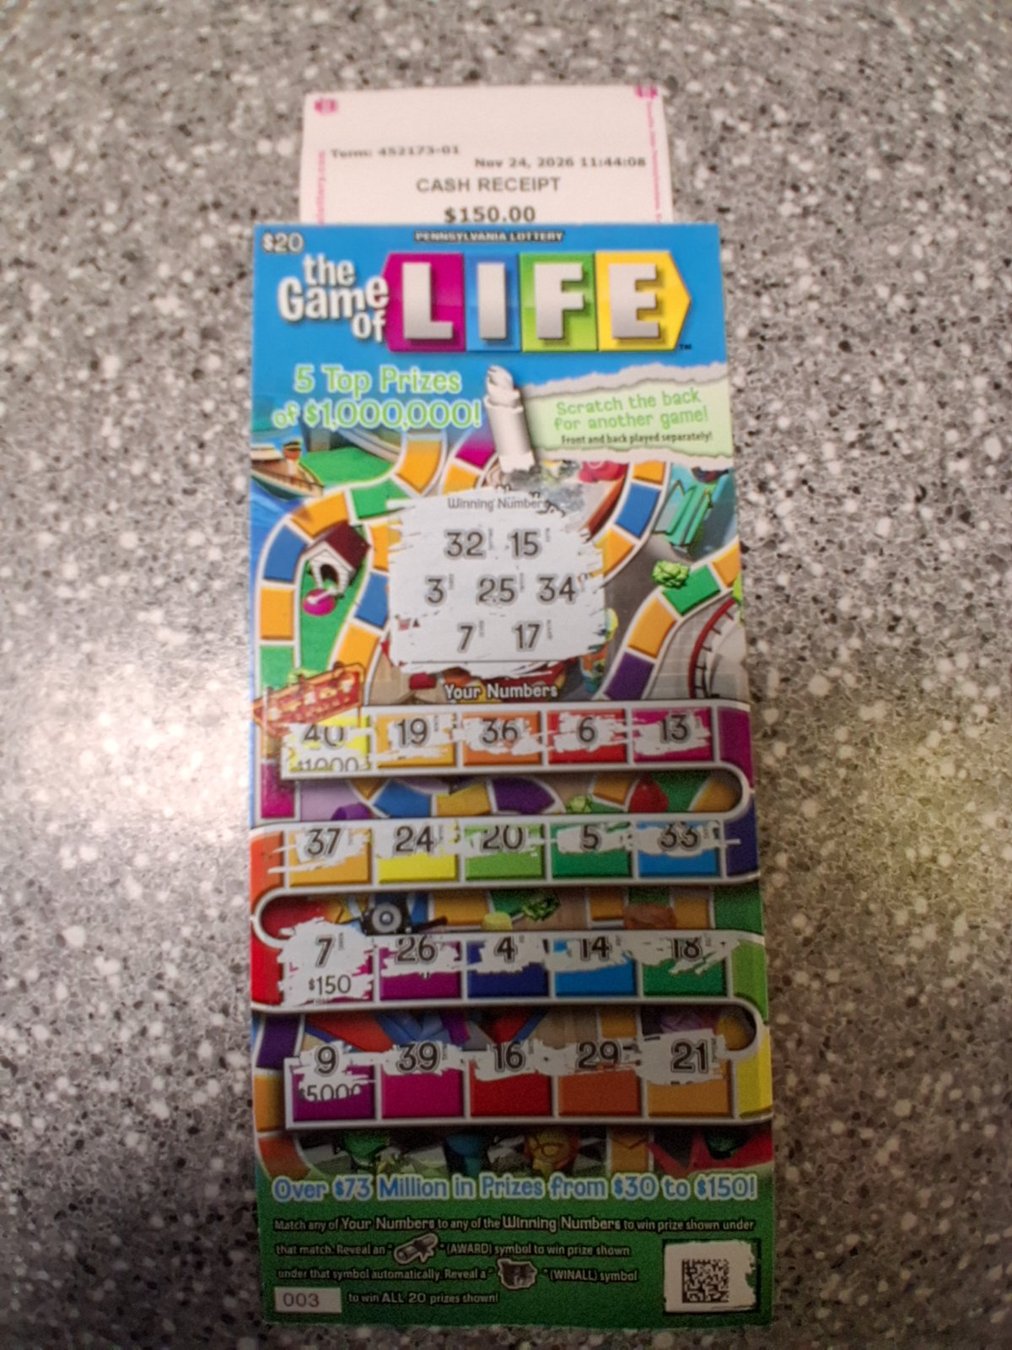 Term: 452173-01
Nov 24, 2026 11:44:08
CASH RECEIPT
$150.00
$20
PENNSYLVANIA LOTTERY
the Game of LIFE™
5 Top Prizes
of $1,000,000!
Scratch the back
for another game!
Front and back played separately!
Winning Numbers
32 15
3 25 34
7 17
Your Numbers
40 19 36 6 13
$1000
37 24 20 5 33
7 26 4 14 18
$150
9 39 16 29 21
$5000
Over $73 Million in Prizes from $30 to $150!
Match any of Your Numbers to any of the Winning Numbers to win prize shown under
that match. Reveal an " " (AWARD) symbol to win prize shown
under that symbol automatically. Reveal a " " (WINALL) symbol
to win ALL 20 prizes shown!
003